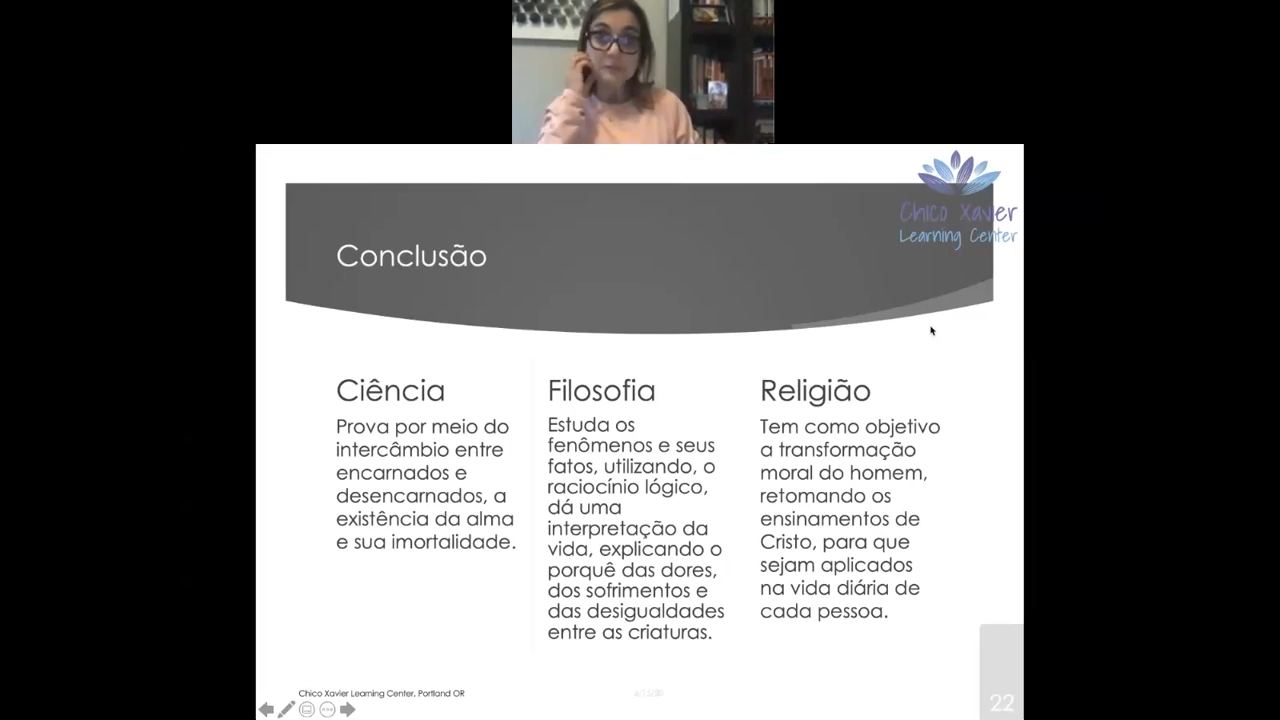 Chico Xavier
Learning Center
Conclusão
Ciência
Prova por meio do
intercâmbio entre
encarnados e
desencarnados, a
existência da alma
e sua imortalidade.
Filosofia
Estuda os
fenômenos e seus
fatos, utilizando, o
raciocínio lógico,
dá uma
interpretação da
vida, explicando o
porquê das dores,
dos sofrimentos e
das desigualdades
entre as criaturas.
Religião
Tem como objetivo
a transformação
moral do homem,
retomando os
ensinamentos de
Cristo, para que
sejam aplicados
na vida diária de
cada pessoa.
Chico Xavier Learning Center, Portland OR
22